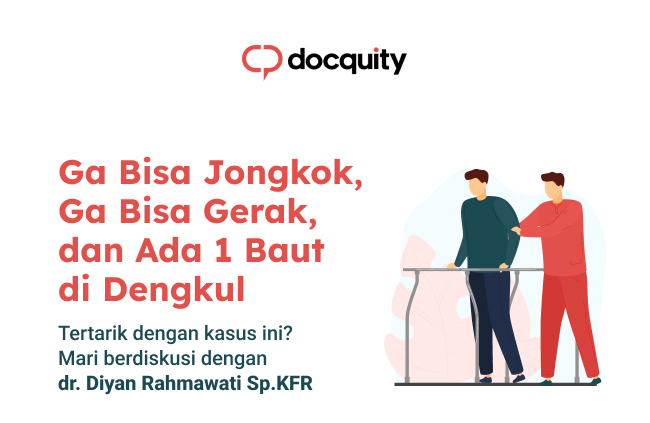 docquity
Ga Bisa Jongkok,
Ga Bisa Gerak,
dan Ada 1 Baut
di Dengkul
Tertarik dengan kasus ini?
Mari berdiskusi dengan
dr. Diyan Rahmawati Sp.KFR